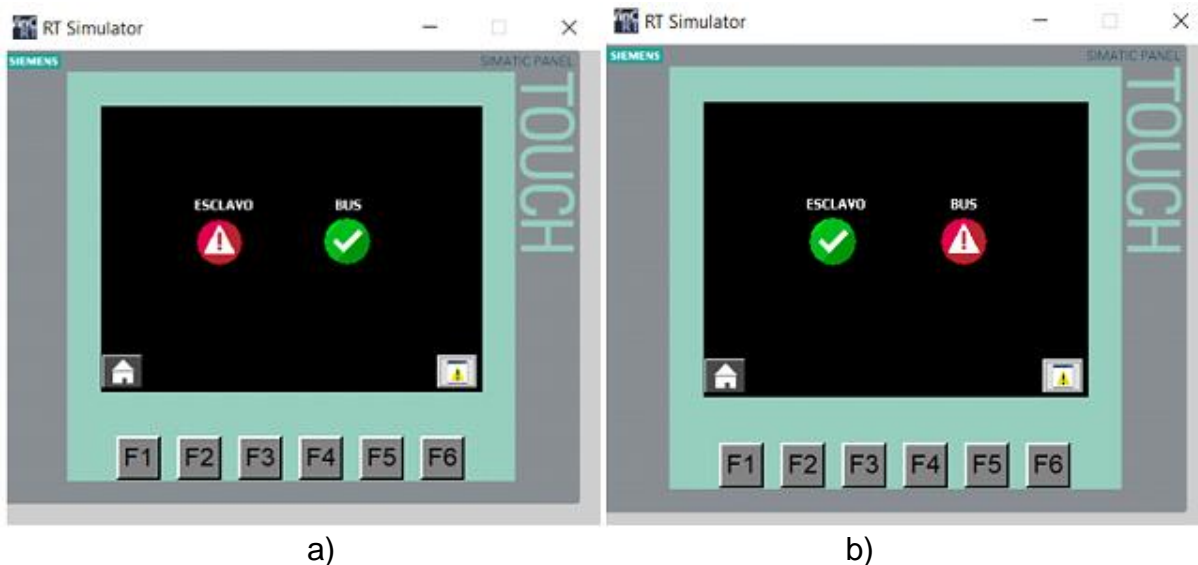 RT Simulator
SIEMENS
SIMATIC PANEL
TOUCH
ESCLAVO BUS
F1 F2 F3 F4 F5 F6
a)
RT Simulator
SIEMENS
SIMATIC PANEL
TOUCH
ESCLAVO BUS
F1 F2 F3 F4 F5 F6
b)